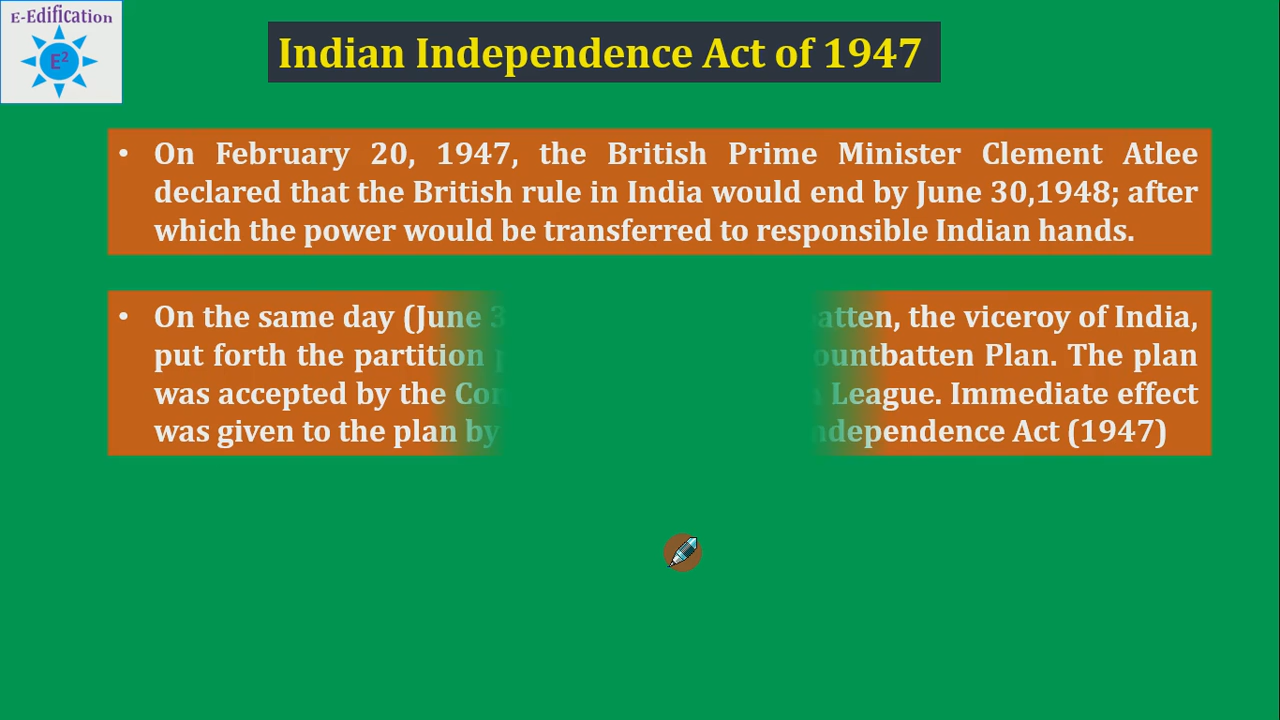 E-Edification
E²
Indian Independence Act of 1947
• On February 20, 1947, the British Prime Minister Clement Atlee
declared that the British rule in India would end by June 30,1948; after
which the power would be transferred to responsible Indian hands.
• On the same day (June 3 atten, the viceroy of India,
put forth the partition ountbatten Plan. The plan
was accepted by the Con League. Immediate effect
was given to the plan by ndependence Act (1947)